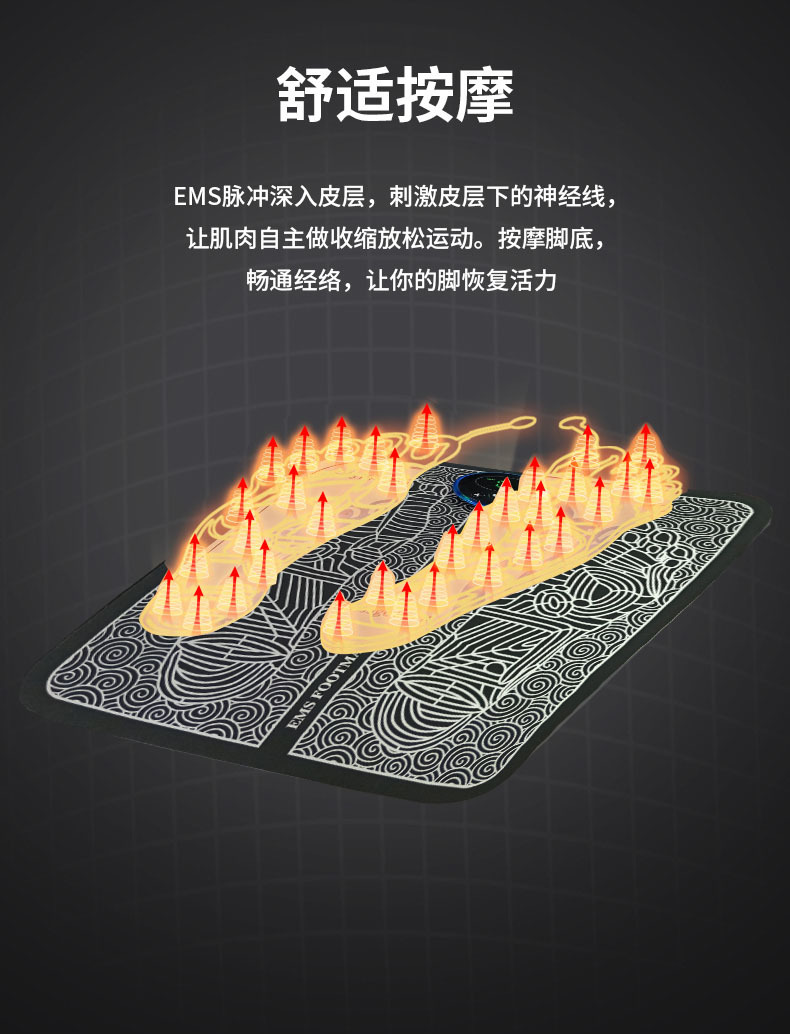 舒适按摩
EMS脉冲深入皮层，刺激皮层下的神经线，
让肌肉自主做收缩放松运动。按摩脚底，
畅通经络，让你的脚恢复活力
EMS FOOTMA